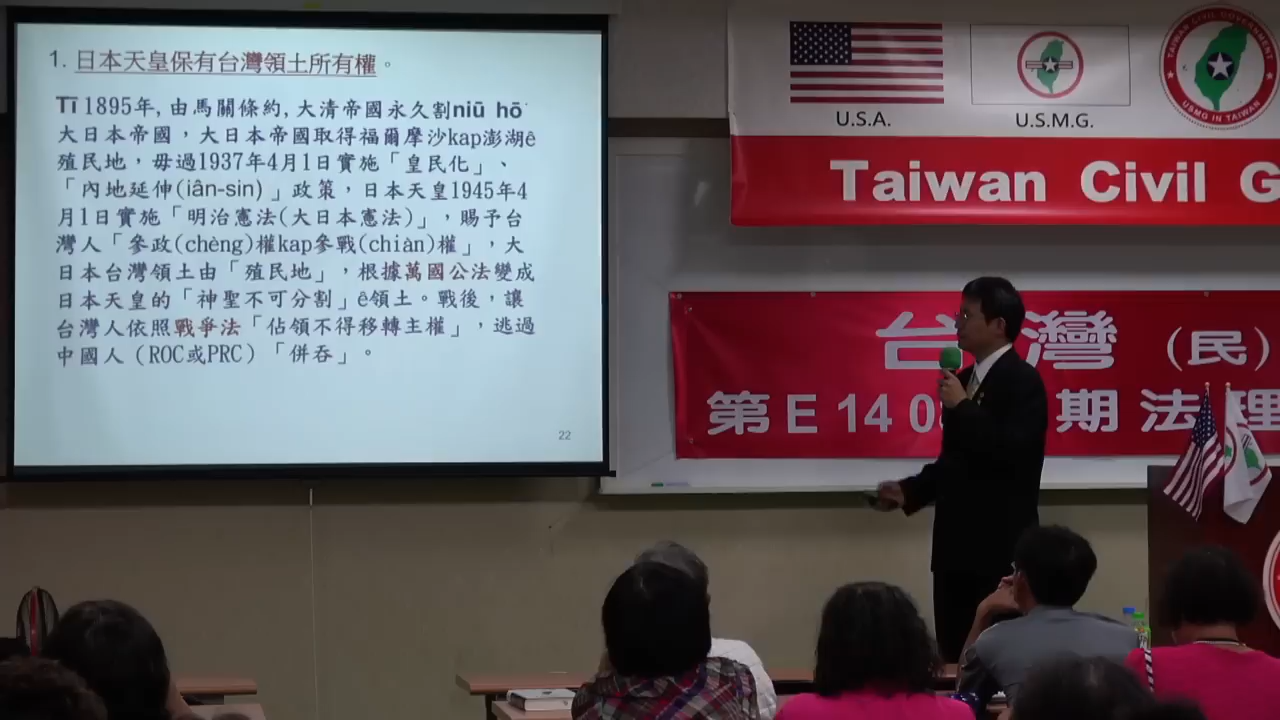 1. 日本天皇保有台灣領土所有權。
Tī 1895年, 由馬關條約, 大清帝國永久割niū hō͘
大日本帝國，大日本帝國取得福爾摩沙kap澎湖ê
殖民地，毋過1937年4月1日實施「皇民化」、
「內地延伸(iân-sin)」政策，日本天皇1945年4
月1日實施「明治憲法(大日本憲法)」，賜予台
灣人「參政(chèng)權kap參戰(chiàn)權」，大
日本台灣領土由「殖民地」，根據萬國公法變成
日本天皇的「神聖不可分割」ê領土。戰後，讓
台灣人依照戰爭法「佔領不得移轉主權」，逃過
中國人（ROC或PRC）「併吞」。
22
U.S.A.
U.S.M.G.
TAIWAN CIVIL GOVERNMENT
USMG IN TAIWAN
Taiwan Civil G
台灣（民）
第E14 0 期法理